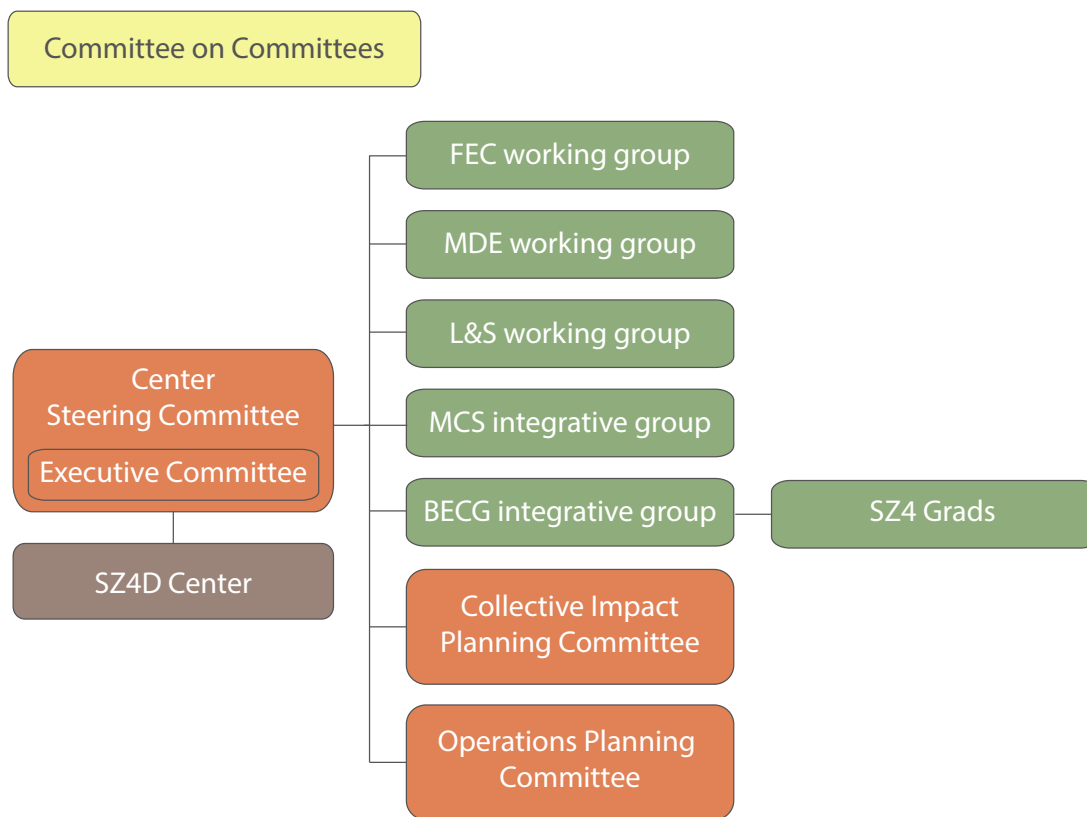 Committee on Committees
FEC working group
MDE working group
L&S working group
Center
Steering Committee
Executive Committee
MCS integrative group
BECG integrative group
SZ4 Grads
SZ4D Center
Collective Impact
Planning Committee
Operations Planning
Committee